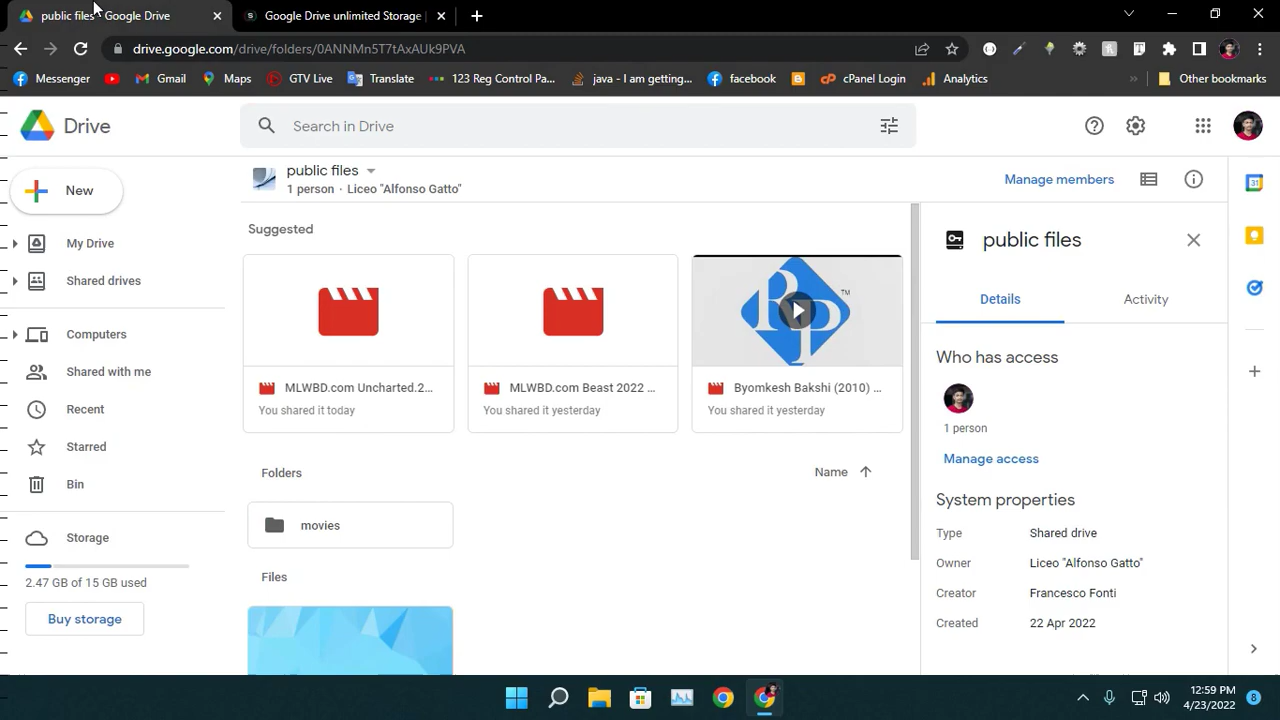 public files - Google Drive
Google Drive unlimited Storage
drive.google.com/drive/folders/0ANNMn5T7tAxAUk9PVA
Messenger
Gmail
Maps
GTV Live
Translate
123 Reg Control Pa...
java - I am getting...
facebook
cPanel Login
Analytics
»
Other bookmarks
Drive
Search in Drive
New
public files
1 person · Liceo "Alfonso Gatto"
Manage members
My Drive
Shared drives
Computers
Shared with me
Recent
Starred
Bin
Storage
2.47 GB of 15 GB used
Buy storage
Suggested
MLWBD.com Uncharted.2...
You shared it today
MLWBD.com Beast 2022 ...
You shared it yesterday
BPJ
TM
Byomkesh Bakshi (2010) ...
You shared it yesterday
Folders
Name
movies
Files
public files
Details
Activity
Who has access
1 person
Manage access
System properties
Type
Shared drive
Owner
Liceo "Alfonso Gatto"
Creator
Francesco Fonti
Created
22 Apr 2022
31
12:59 PM
4/23/2022
8